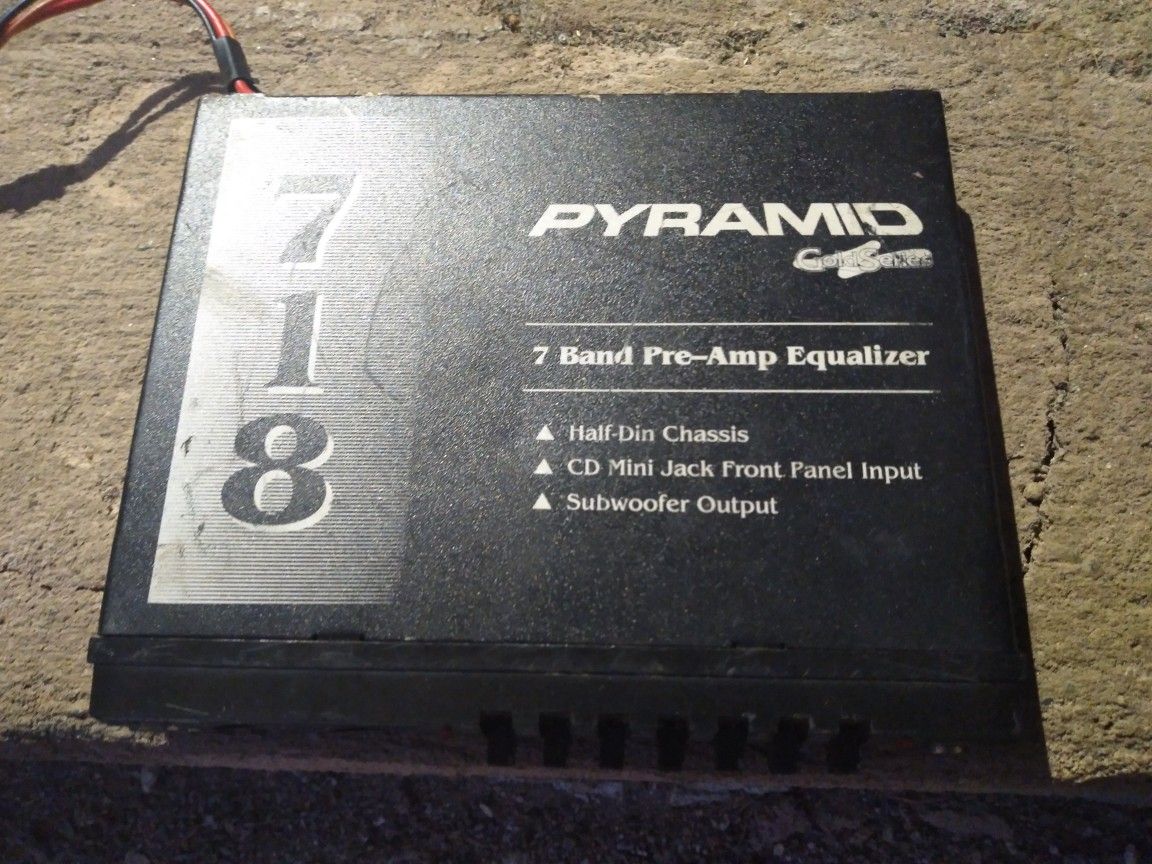 718
PYRAMID
Gold Series
7 Band Pre-Amp Equalizer
▲ Half-Din Chassis
▲ CD Mini Jack Front Panel Input
▲ Subwoofer Output